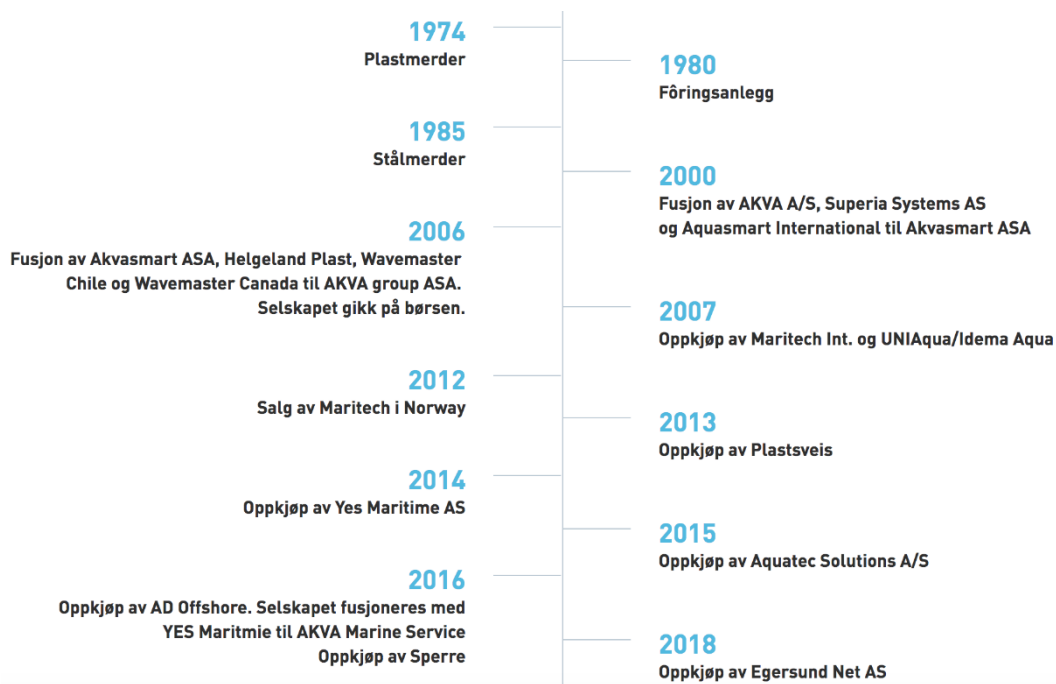 1974
Plastmerder
1980
Fôringsanlegg
1985
Stålmerder
2000
Fusjon av AKVA A/S, Superia Systems AS
og Aquasmart International til Akvasmart ASA
2006
Fusjon av Akvasmart ASA, Helgeland Plast, Wavemaster
Chile og Wavemaster Canada til AKVA group ASA.
Selskapet gikk på børsen.
2007
Oppkjøp av Maritech Int. og UNIAqua/Idema Aqua
2012
Salg av Maritech i Norway
2013
Oppkjøp av Plastsveis
2014
Oppkjøp av Yes Maritime AS
2015
Oppkjøp av Aquatec Solutions A/S
2016
Oppkjøp av AD Offshore. Selskapet fusjoneres med
YES Maritmie til AKVA Marine Service
Oppkjøp av Sperre
2018
Oppkjøp av Egersund Net AS